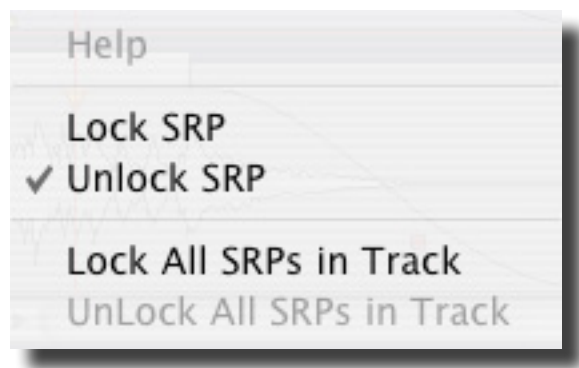 Help
Lock SRP
Unlock SRP
Lock All SRPs in Track
UnLock All SRPs in Track